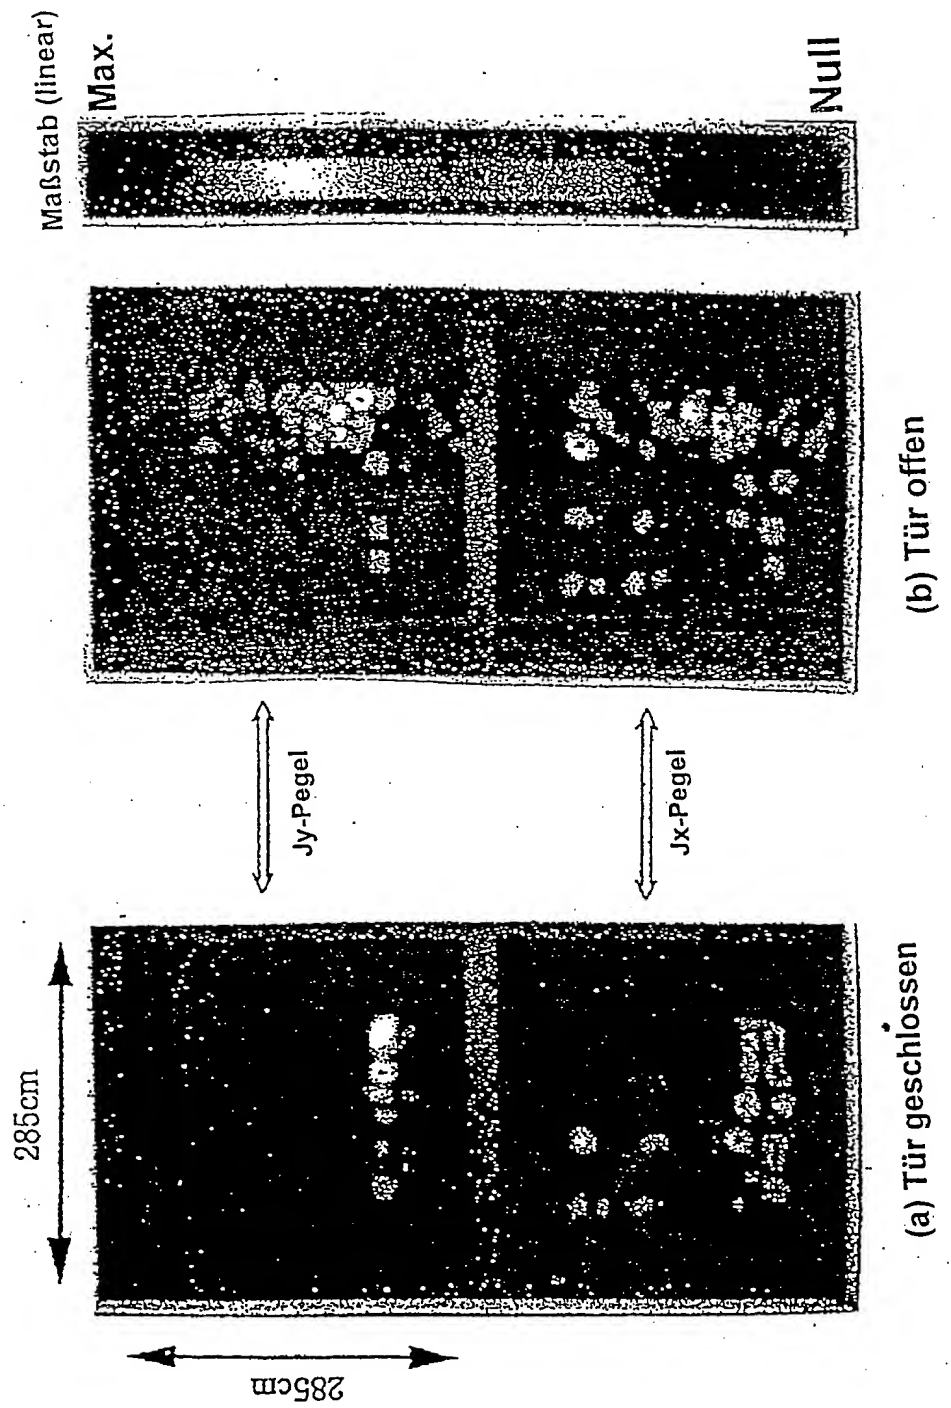 285cm
285cm
Jy-Pegel
Jx-Pegel
Maßstab (linear)
Max.
Null
(a) Tür geschlossen
(b) Tür offen